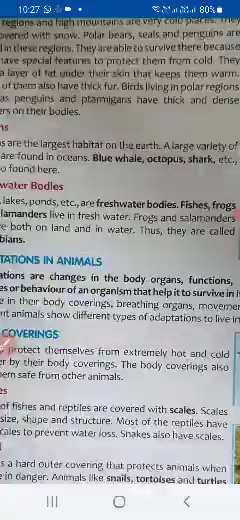 10:27
80%
regions and high mountains are very cold places. They
overed with snow. Polar bears, seals and penguins are
in these regions. They are able to survive there because
have special features to protect them from cold. They
a layer of fat under their skin that keeps them warm.
of them also have thick fur. Birds living in polar regions
as penguins and ptarmigans have thick and dense
ers on their bodies.
ns
s are the largest habitat on the earth. A large variety of
are found in oceans. Blue whale, octopus, shark, etc.,
o found here.
water Bodies
lakes, ponds, etc., are freshwater bodies. Fishes, frogs
lamanders live in fresh water. Frogs and salamanders
e both on land and in water. Thus, they are called
bians.
TATIONS IN ANIMALS
ations are changes in the body organs, functions,
es or behaviour of an organism that help it to survive in i
e in their body coverings, breathing organs, movemen
nt animals show different types of adaptations to live in
COVERINGS
protect themselves from extremely hot and cold
er by their body coverings. The body coverings also
em safe from other animals.
es
of fishes and reptiles are covered with scales. Scales
size, shape and structure. Most of the reptiles have
cales to prevent water loss. Snakes also have scales.
s a hard outer covering that protects animals when
e in danger. Animals like snails, tortoises and turtles